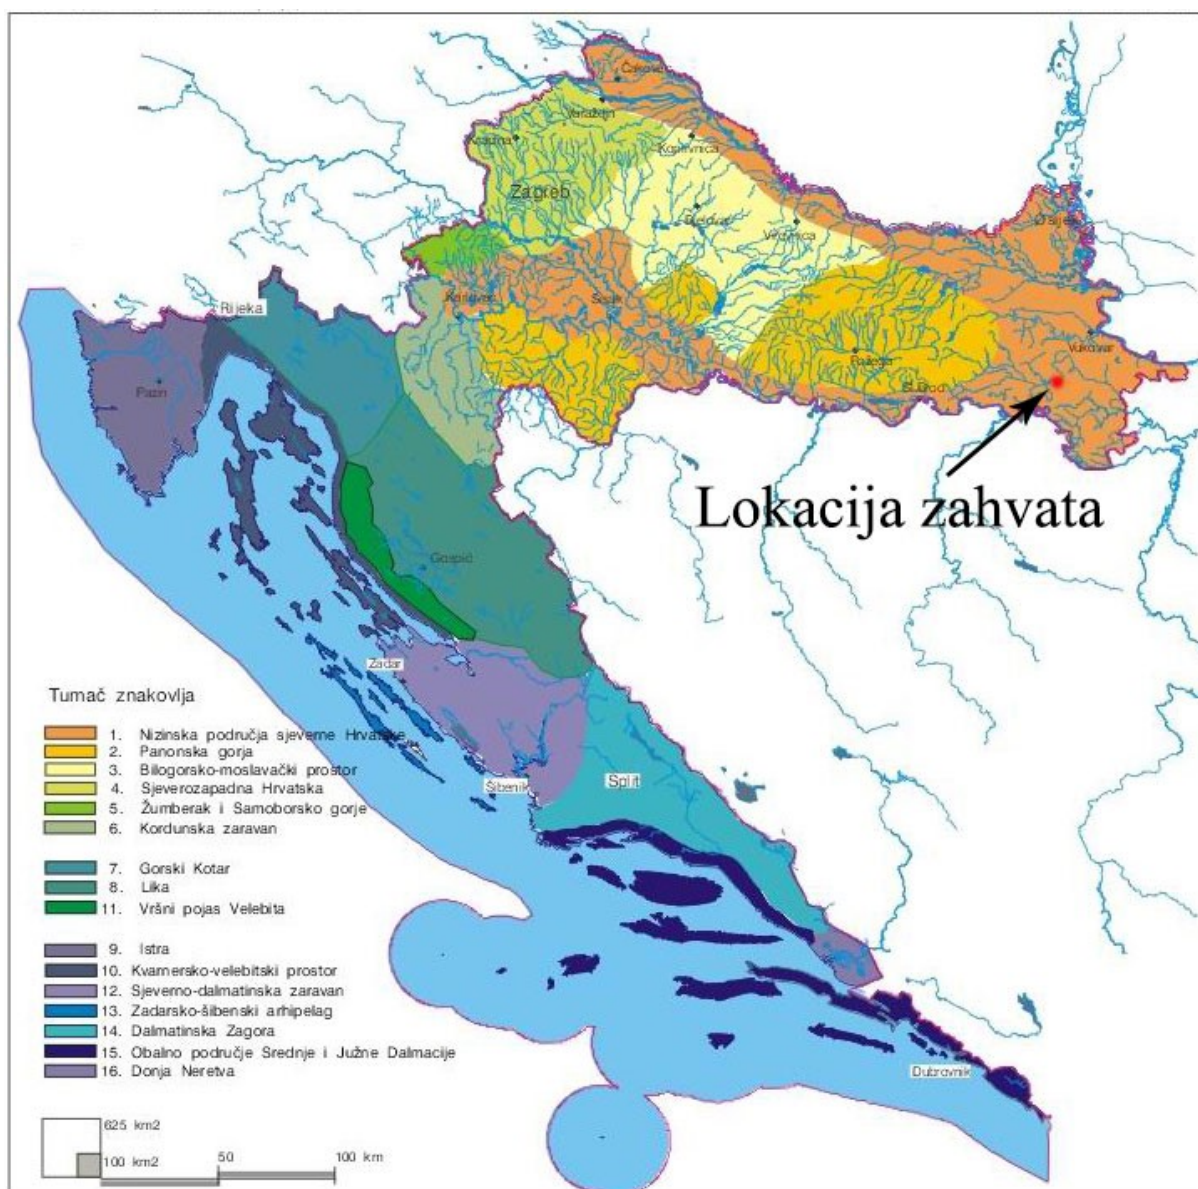 Čakovec
Varaždin
Krapina
Koprivnica
Zagreb
Bjelovar
Virovitica
Osijek
Karlovac
Sisak
Rijeka
Vukovar
Požega
S.Brod
Pazin
Lokacija zahvata
Gospić
Zadar
Šibenik
Split
Dubrovnik
Tumač znakovlja
1. Nizinska područja sjeverne Hrvatske
2. Panonska gorja
3. Bilogorsko-moslavački prostor
4. Sjeverozapadna Hrvatska
5. Žumberak i Samoborsko gorje
6. Kordunska zaravan
7. Gorski Kotar
8. Lika
11. Vršni pojas Velebita
9. Istra
10. Kvarnersko-velebitski prostor
12. Sjeverno-dalmatinska zaravan
13. Zadarsko-šibenski arhipelag
14. Dalmatinska Zagora
15. Obalno područje Srednje i Južne Dalmacije
16. Donja Neretva
625 km2
100 km2
50
100 km